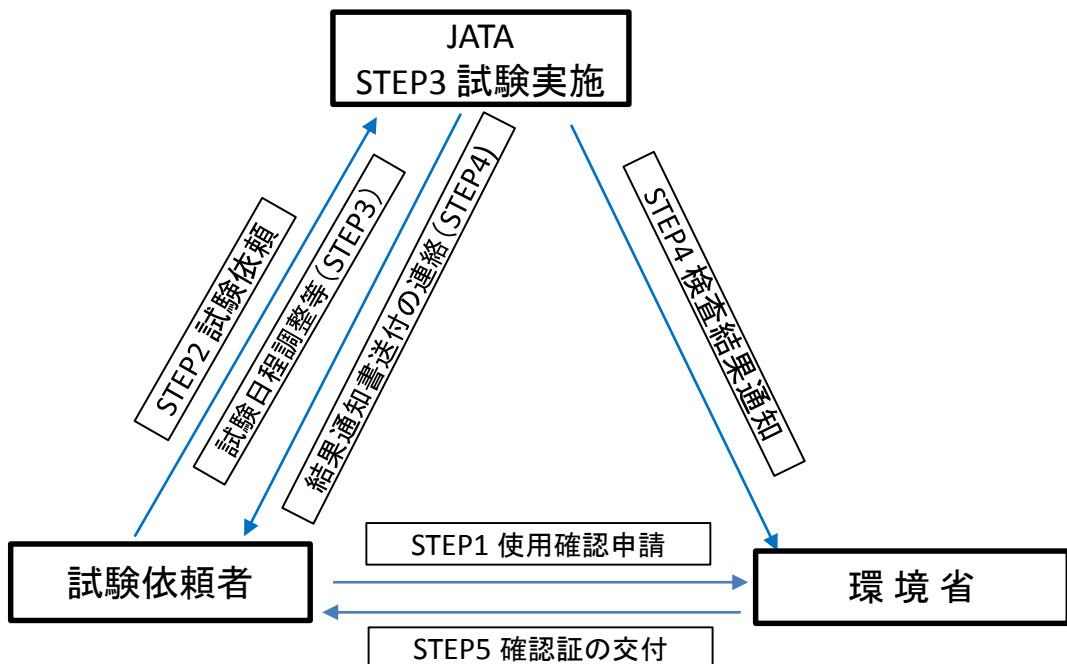 JATA
STEP3 試験実施
STEP2 試験依頼
試験日程調整等(STEP3)
結果通知書送付の連絡(STEP4)
STEP4 検査結果通知
STEP1 使用確認申請
試験依頼者
環 境 省
STEP5 確認証の交付